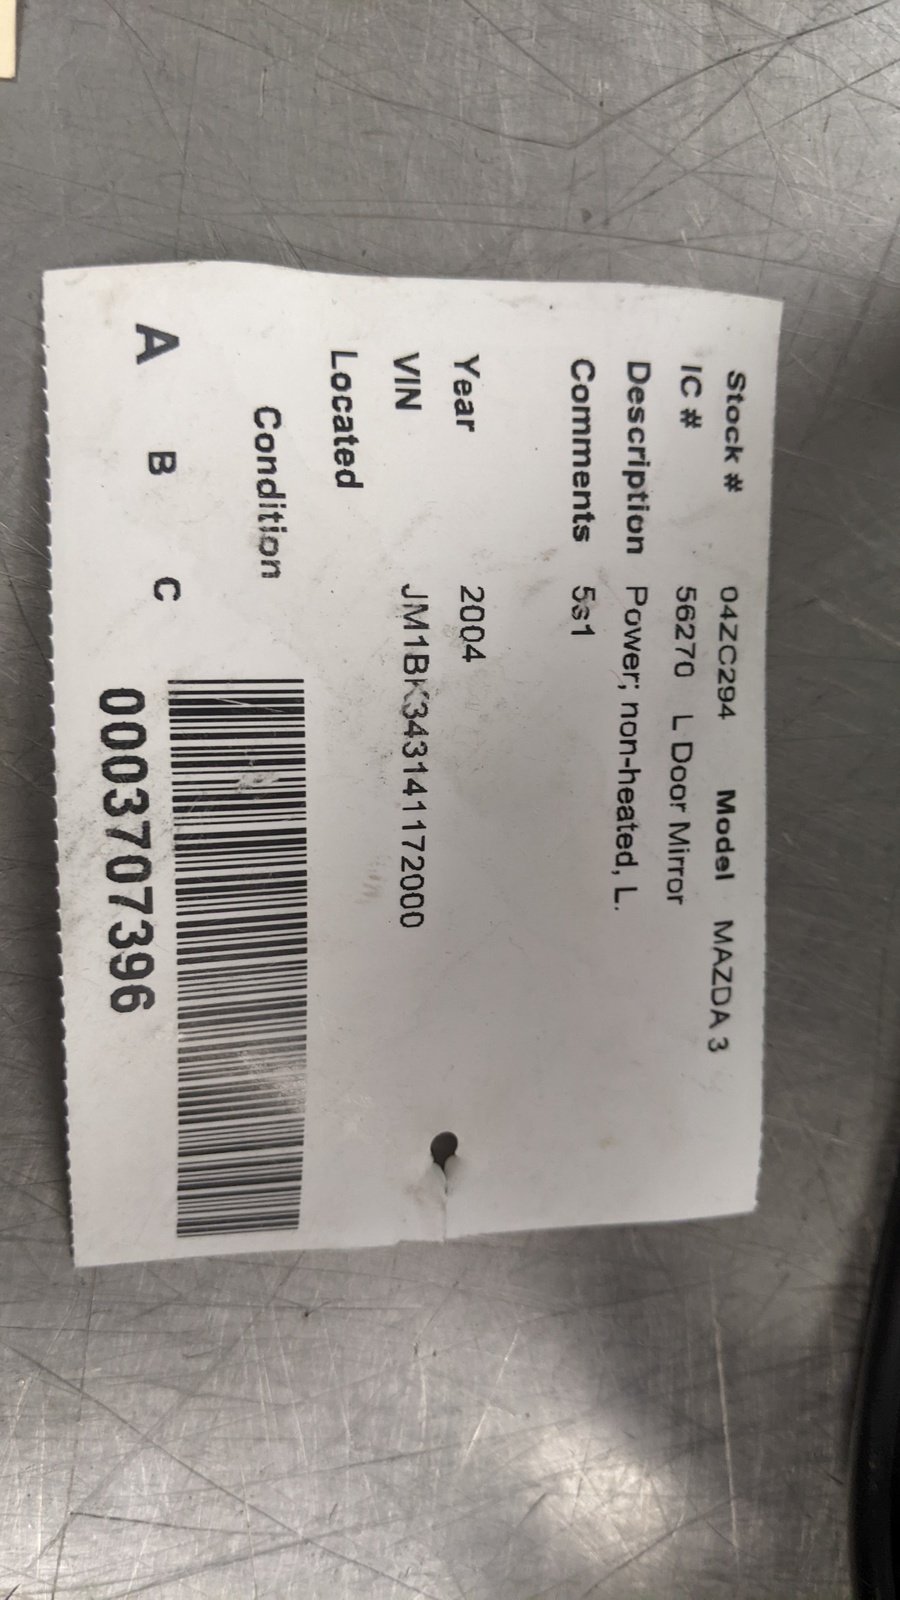 Stock # 04ZC294 Model MAZDA 3
IC # 56270 L Door Mirror
Description Power; non-heated, L.
Comments 5s1
Year 2004
VIN JM1BK343141172000
Located
Condition
A B C
0003707396